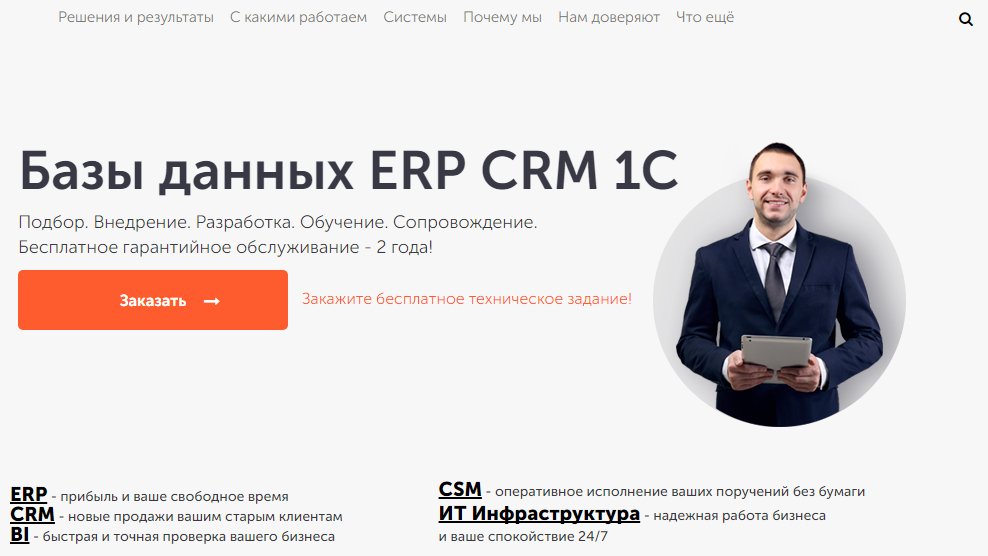 Решения и результаты С какими работаем Системы Почему мы Нам доверяют Что ещё
Базы данных ERP CRM 1С
Подбор. Внедрение. Разработка. Обучение. Сопровождение.
Бесплатное гарантийное обслуживание - 2 года!
Заказать →
Закажите бесплатное техническое задание!
ERP - прибыль и ваше свободное время
CRM - новые продажи вашим старым клиентам
BI - быстрая и точная проверка вашего бизнеса
CSM - оперативное исполнение ваших поручений без бумаги
ИТ Инфраструктура - надежная работа бизнеса
и ваше спокойствие 24/7